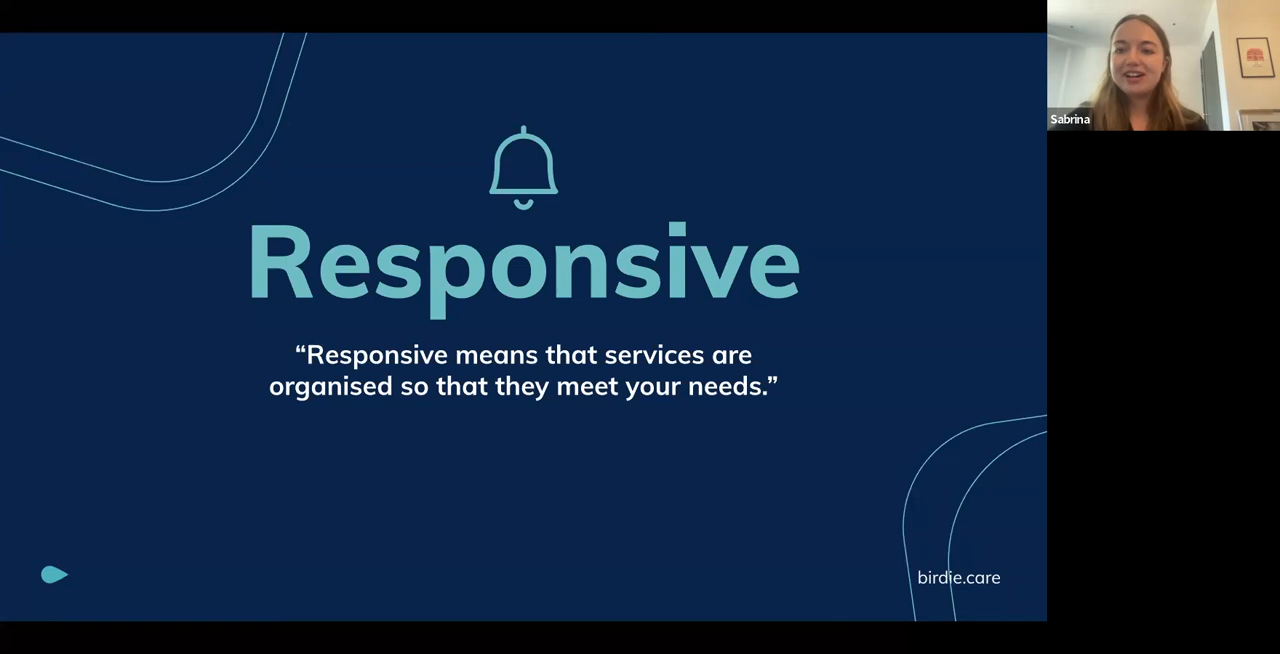 Sabrina
Responsive
“Responsive means that services are
organised so that they meet your needs.”
birdie.care